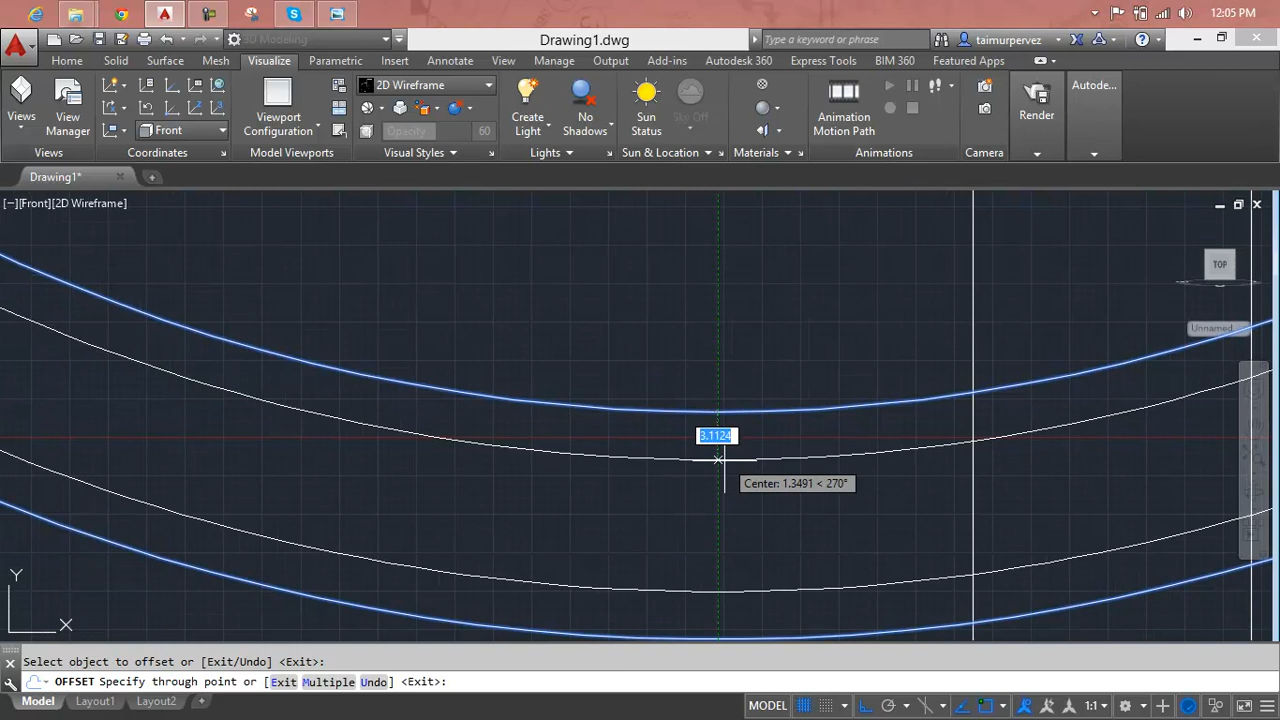 12:05 PM
3D Modeling
Drawing1.dwg
Type a keyword or phrase
taimurpervez
Home Solid Surface Mesh Visualize Parametric Insert Annotate View Manage Output Add-ins Autodesk 360 Express Tools BIM 360 Featured Apps
2D Wireframe
Autode...
Views
View
Manager
Front
Viewport
Configuration
Opacity 60
Create
Light
No
Shadows
Sun
Status
Sky Off
Animation
Motion Path
Render
Views Coordinates Model Viewports Visual Styles Lights Sun & Location Materials Animations Camera
Drawing1*
[−][Front][2D Wireframe]
TOP
Unnamed
3.1124
Center: 1.3491 < 270°
Y
X
Select object to offset or [Exit/Undo] <Exit>:
OFFSET Specify through point or [Exit Multiple Undo] <Exit>:
Model Layout1 Layout2
MODEL 1:1